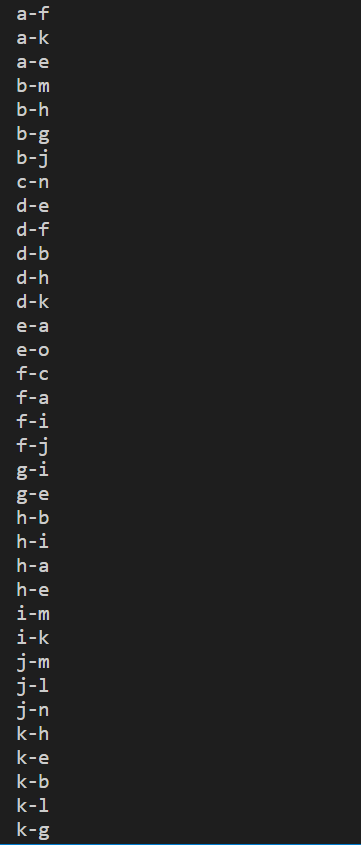 a-f
a-k
a-e
b-m
b-h
b-g
b-j
c-n
d-e
d-f
d-b
d-h
d-k
e-a
e-o
f-c
f-a
f-i
f-j
g-i
g-e
h-b
h-i
h-a
h-e
i-m
i-k
j-m
j-l
j-n
k-h
k-e
k-b
k-l
k-g